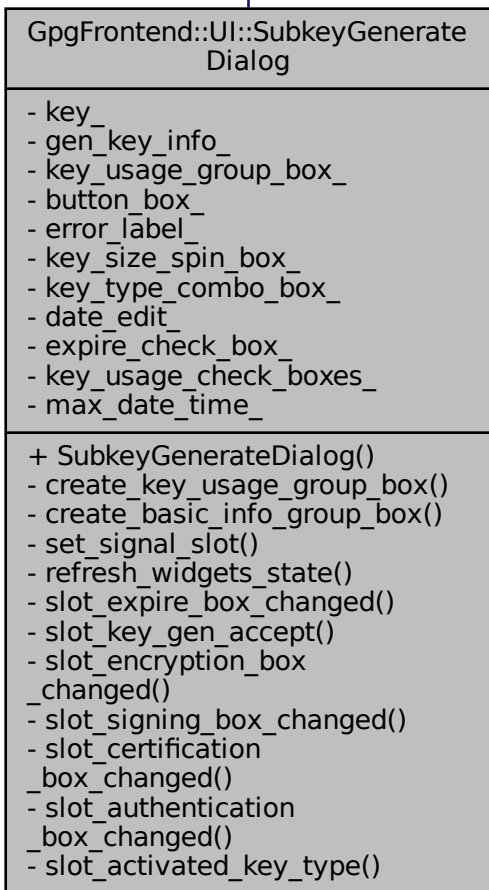 GpgFrontend::UI::SubkeyGenerate
Dialog
- key_
- gen_key_info_
- key_usage_group_box_
- button_box_
- error_label_
- key_size_spin_box_
- key_type_combo_box_
- date_edit_
- expire_check_box_
- key_usage_check_boxes_
- max_date_time_
+ SubkeyGenerateDialog()
- create_key_usage_group_box()
- create_basic_info_group_box()
- set_signal_slot()
- refresh_widgets_state()
- slot_expire_box_changed()
- slot_key_gen_accept()
- slot_encryption_box
_changed()
- slot_signing_box_changed()
- slot_certification
_box_changed()
- slot_authentication
_box_changed()
- slot_activated_key_type()